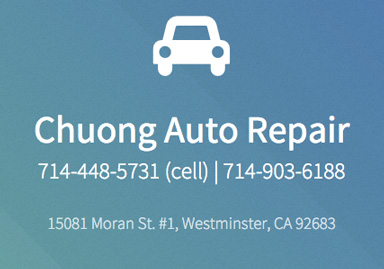 Chuong Auto Repair
714-448-5731 (cell) | 714-903-6188
15081 Moran St. #1, Westminster, CA 92683